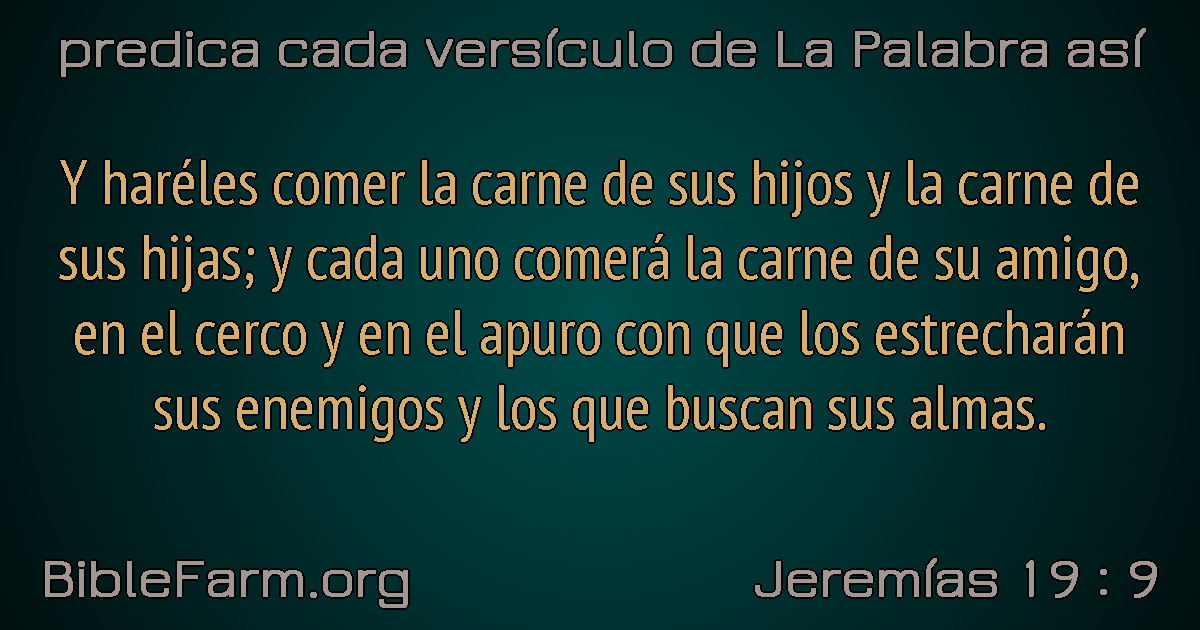 predica cada versículo de La Palabra así
Y haréles comer la carne de sus hijos y la carne de
sus hijas; y cada uno comerá la carne de su amigo,
en el cerco y en el apuro con que los estrecharán
sus enemigos y los que buscan sus almas.
BibleFarm.org
Jeremías 19 : 9